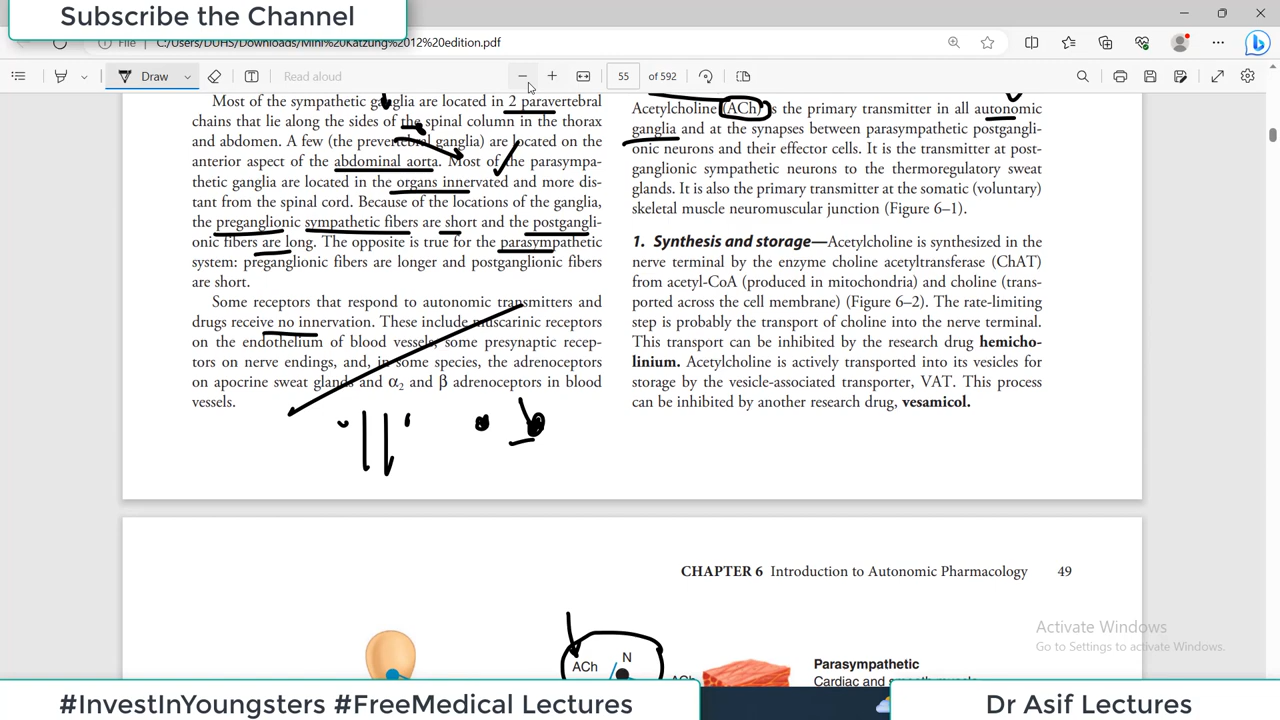 Subscribe the Channel
File
C:/Users/DUHS/Downloads/Mini%20Katzung%2012%20edition.pdf
Draw
Read aloud
55
of 592
Most of the sympathetic ganglia are located in 2 paravertebral
chains that lie along the sides of the spinal column in the thorax
and abdomen. A few (the prevertebral ganglia) are located on the
anterior aspect of the abdominal aorta. Most of the parasympa-
thetic ganglia are located in the organs innervated and more dis-
tant from the spinal cord. Because of the locations of the ganglia,
the preganglionic sympathetic fibers are short and the postgangli-
onic fibers are long. The opposite is true for the parasympathetic
system: preganglionic fibers are longer and postganglionic fibers
are short.
Some receptors that respond to autonomic transmitters and
drugs receive no innervation. These include muscarinic receptors
on the endothelium of blood vessels, some presynaptic recep-
tors on nerve endings, and, in some species, the adrenoceptors
on apocrine sweat glands and α2 and β adrenoceptors in blood
vessels.
Acetylcholine (ACh) is the primary transmitter in all autonomic
ganglia and at the synapses between parasympathetic postgangli-
onic neurons and their effector cells. It is the transmitter at post-
ganglionic sympathetic neurons to the thermoregulatory sweat
glands. It is also the primary transmitter at the somatic (voluntary)
skeletal muscle neuromuscular junction (Figure 6–1).
1. Synthesis and storage—Acetylcholine is synthesized in the
nerve terminal by the enzyme choline acetyltransferase (ChAT)
from acetyl-CoA (produced in mitochondria) and choline (trans-
ported across the cell membrane) (Figure 6–2). The rate-limiting
step is probably the transport of choline into the nerve terminal.
This transport can be inhibited by the research drug hemicho-
linium. Acetylcholine is actively transported into its vesicles for
storage by the vesicle-associated transporter, VAT. This process
can be inhibited by another research drug, vesamicol.
CHAPTER 6 Introduction to Autonomic Pharmacology 49
ACh
N
ACh
Parasympathetic
Cardiac and smooth muscle
Activate Windows
Go to Settings to activate Windows.
#InvestInYoungsters #FreeMedical Lectures
Dr Asif Lectures